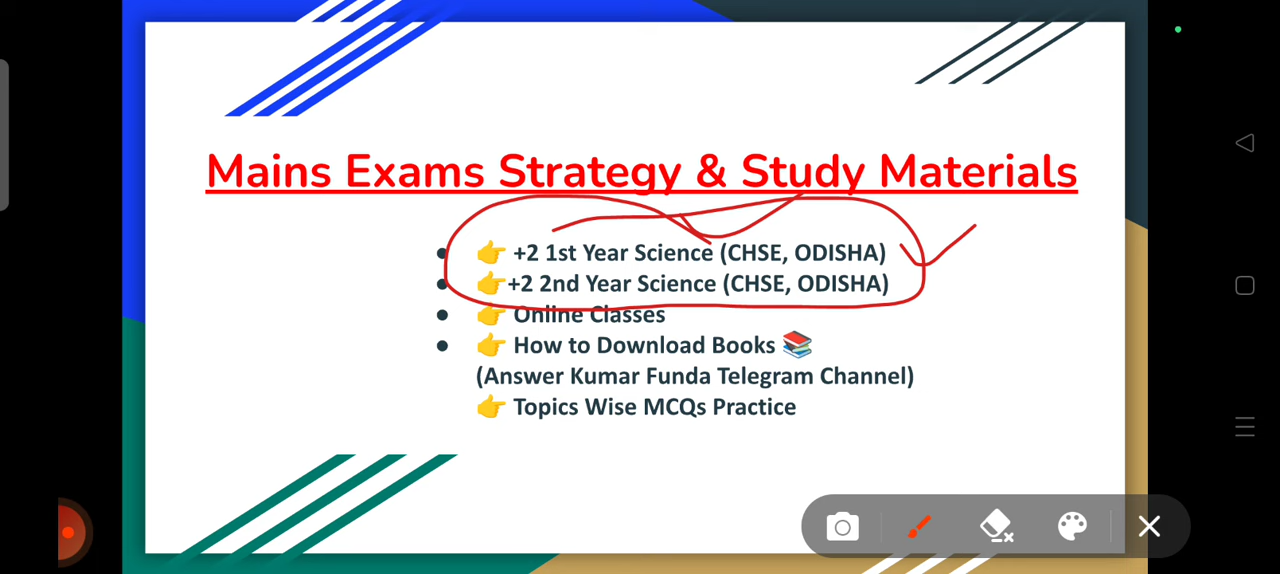 Mains Exams Strategy & Study Materials
● 👉 +2 1st Year Science (CHSE, ODISHA)
● 👉+2 2nd Year Science (CHSE, ODISHA)
● 👉 Online Classes
● 👉 How to Download Books 📚
(Answer Kumar Funda Telegram Channel)
👉 Topics Wise MCQs Practice